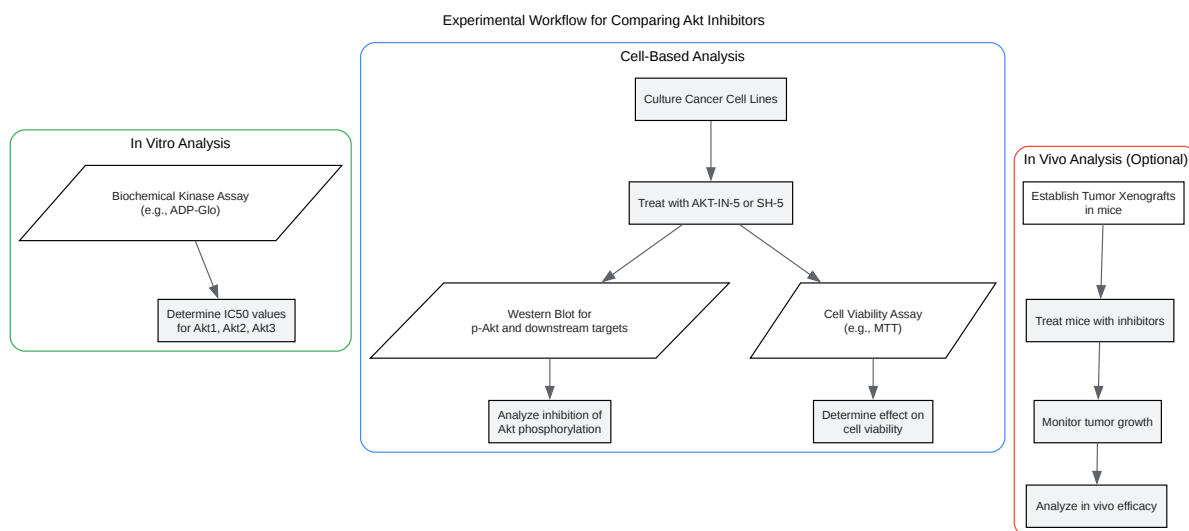 Experimental Workflow for Comparing Akt Inhibitors
In Vitro Analysis
Biochemical Kinase Assay
(e.g., ADP-Glo)
Determine IC50 values
for Akt1, Akt2, Akt3
Cell-Based Analysis
Culture Cancer Cell Lines
Treat with AKT-IN-5 or SH-5
Western Blot for
p-Akt and downstream targets
Analyze inhibition of
Akt phosphorylation
Cell Viability Assay
(e.g., MTT)
Determine effect on
cell viability
In Vivo Analysis (Optional)
Establish Tumor Xenografts
in mice
Treat mice with inhibitors
Monitor tumor growth
Analyze in vivo efficacy